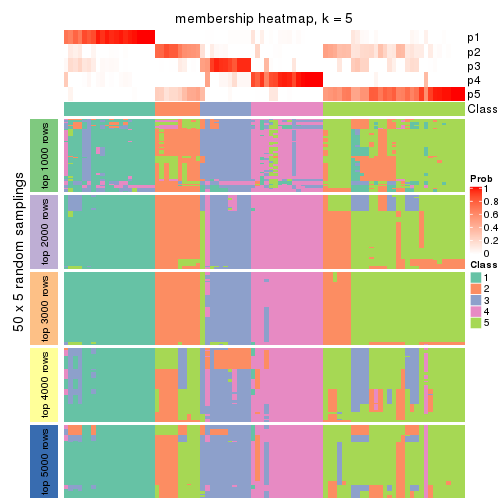 membership heatmap, k = 5
p1
p2
p3
p4
p5
Class
50 x 5 random samplings
top 1000 rows
top 2000 rows
top 3000 rows
top 4000 rows
top 5000 rows
Prob
1
0.8
0.6
0.4
0.2
0
Class
1
2
3
4
5